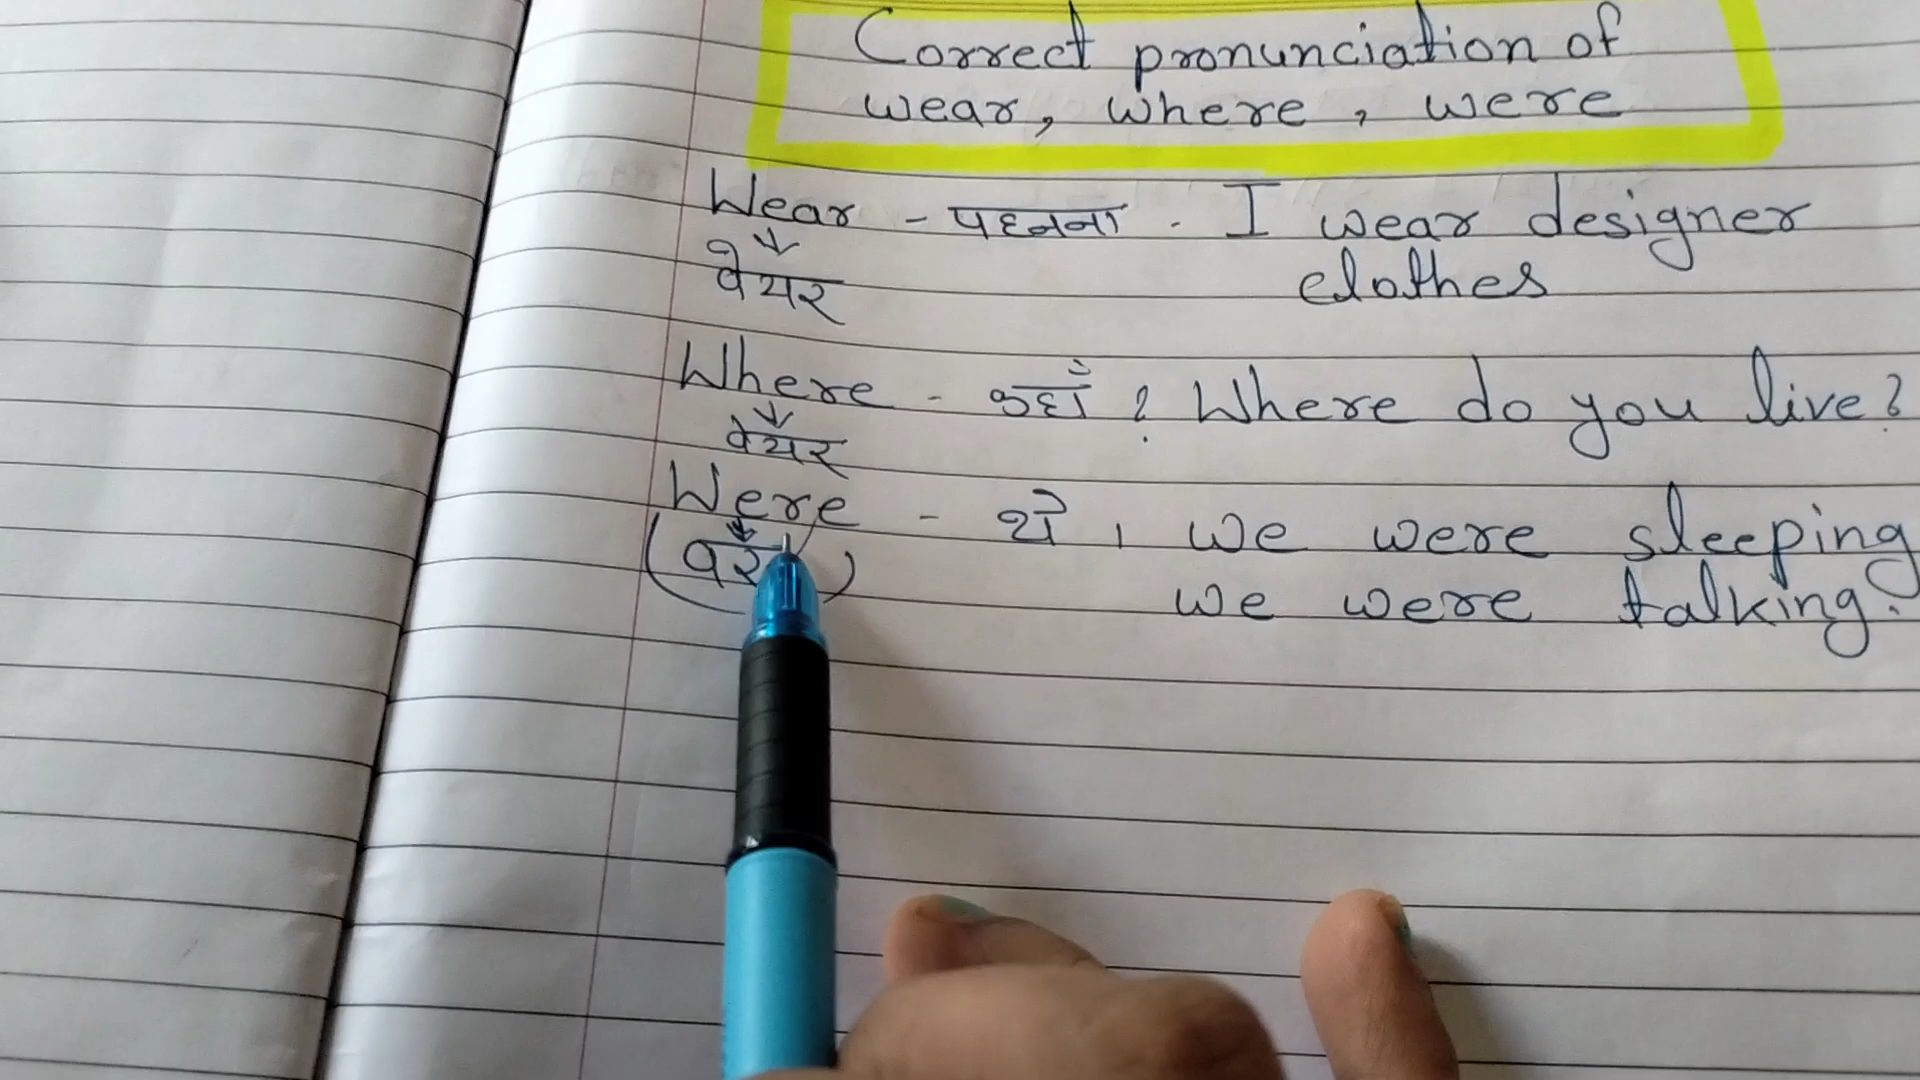 Correct pronunciation of
wear, where, were
Wear - पहनना - I wear designer
वेयर clothes
Where - कहाँ ? Where do you live?
वेयर
Were - थे, we were sleeping
(वर) we were talking.